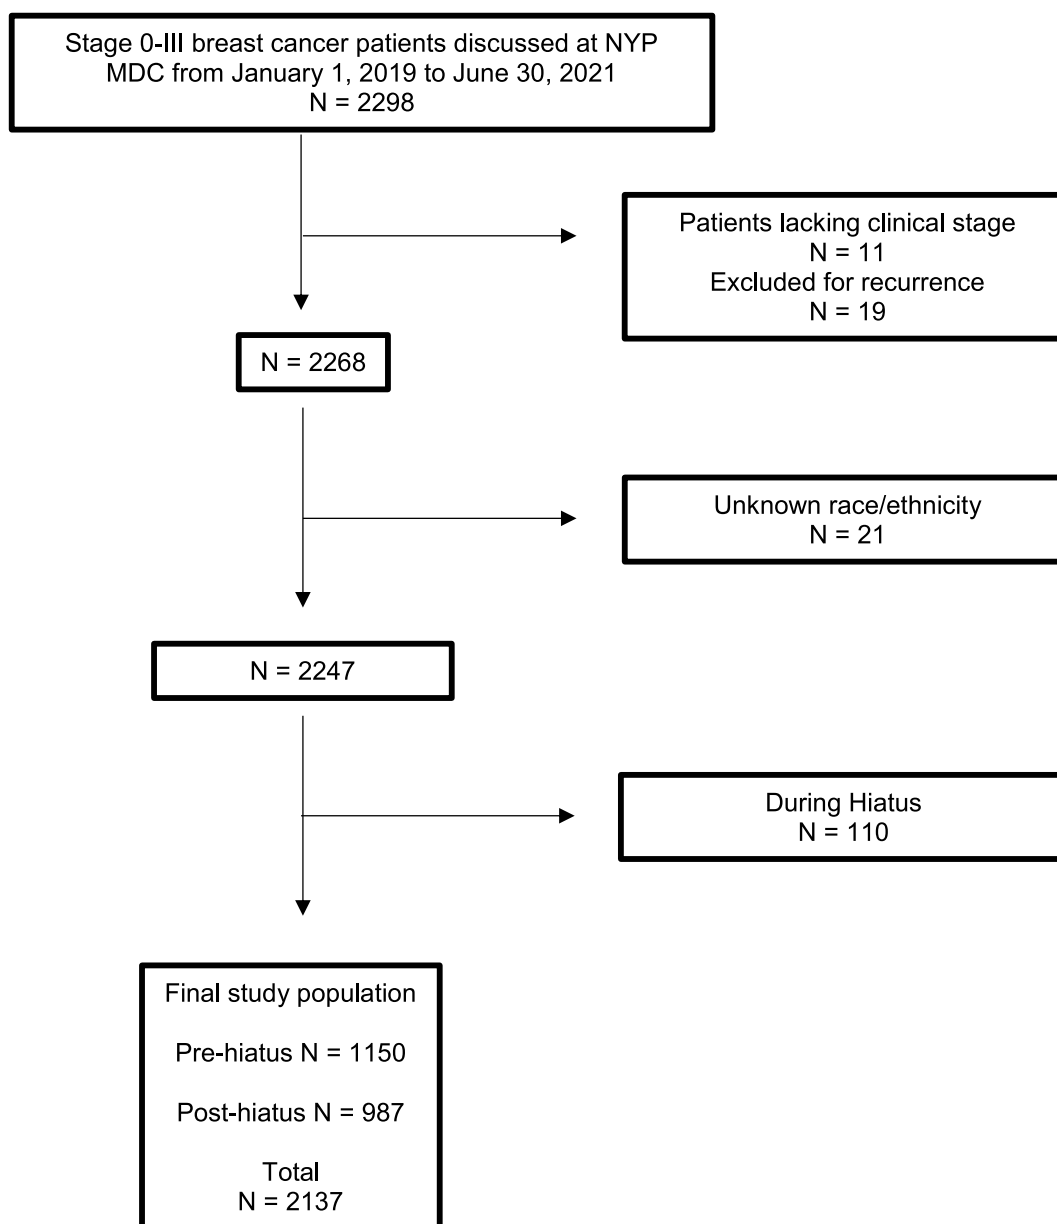 Stage 0-III breast cancer patients discussed at NYP
MDC from January 1, 2019 to June 30, 2021
N = 2298
Patients lacking clinical stage
N = 11
Excluded for recurrence
N = 19
N = 2268
Unknown race/ethnicity
N = 21
N = 2247
During Hiatus
N = 110
Final study population
Pre-hiatus N = 1150
Post-hiatus N = 987
Total
N = 2137